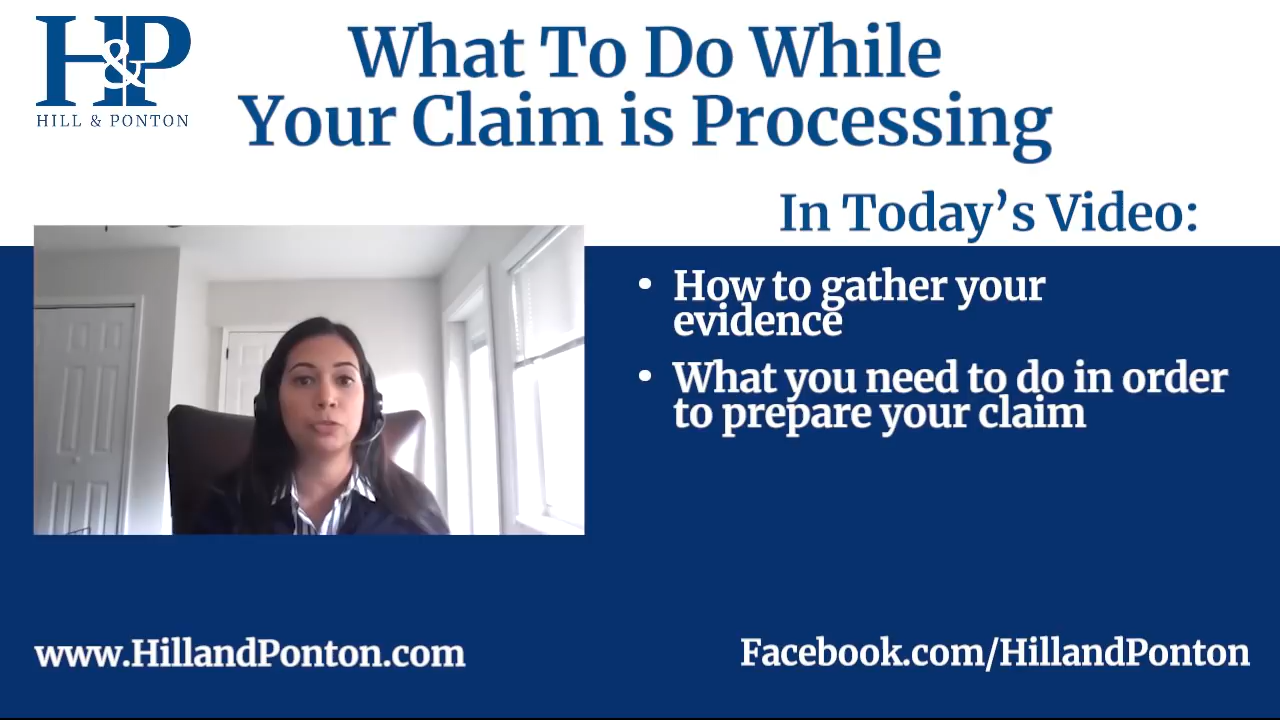 H&P
HILL & PONTON
What To Do While
Your Claim is Processing
In Today’s Video:
• How to gather your
evidence
• What you need to do in order
to prepare your claim
www.HillandPonton.com
Facebook.com/HillandPonton